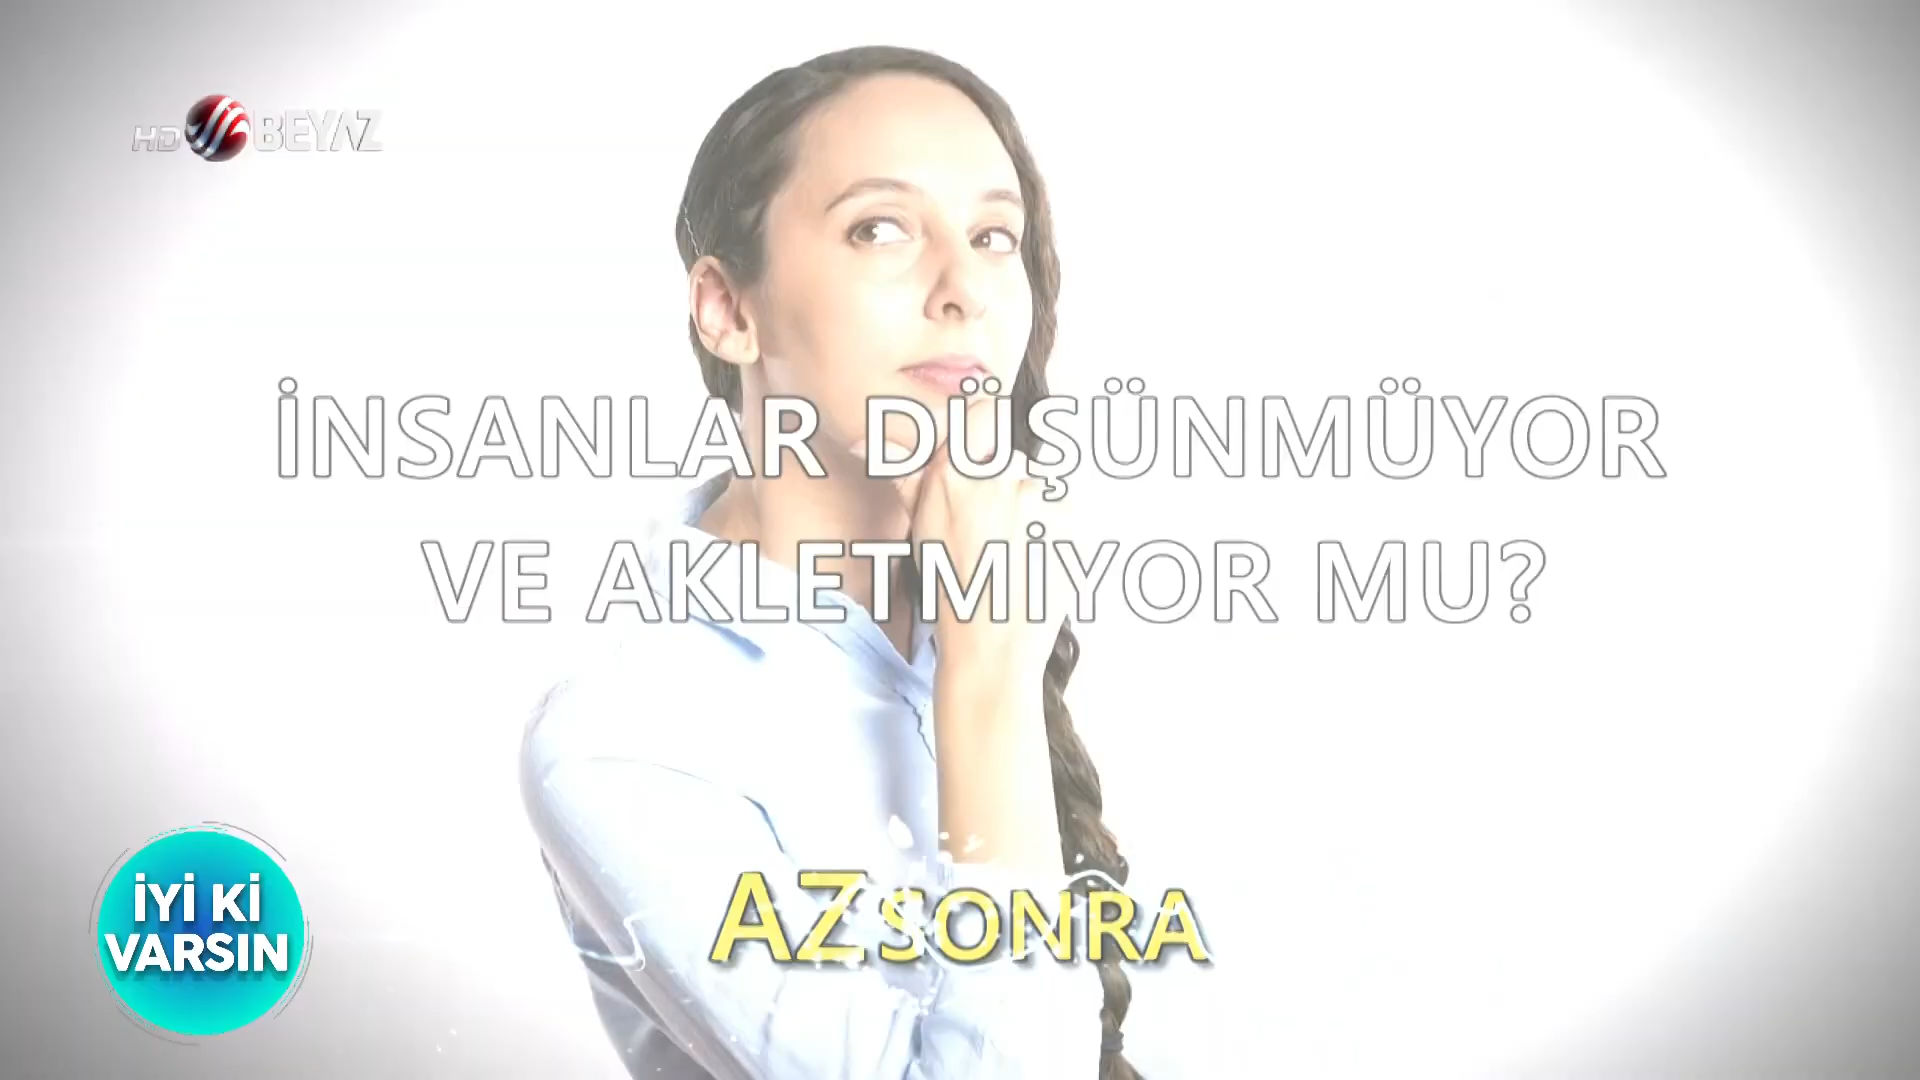 HD BEYAZ
İNSANLAR DÜŞÜNMÜYOR
VE AKLETMİYOR MU?
AZ SONRA
İYİ Kİ
VARSIN